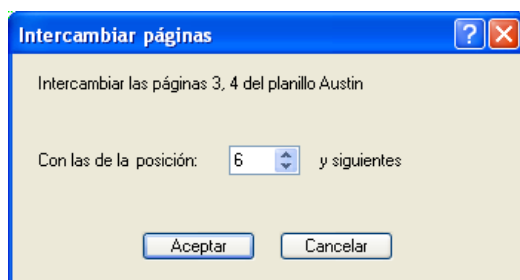 Intercambiar páginas
Intercambiar las páginas 3, 4 del planillo Austin
Con las de la posición: 6 y siguientes
Aceptar Cancelar